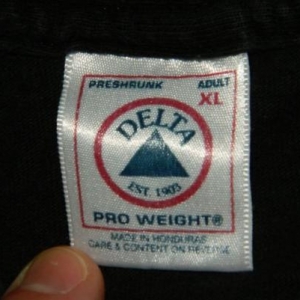 PRESHRUNK
ADULT
XL
DELTA
EST. 1903
PRO WEIGHT®
MADE IN HONDURAS
CARE & CONTENT ON REVERSE